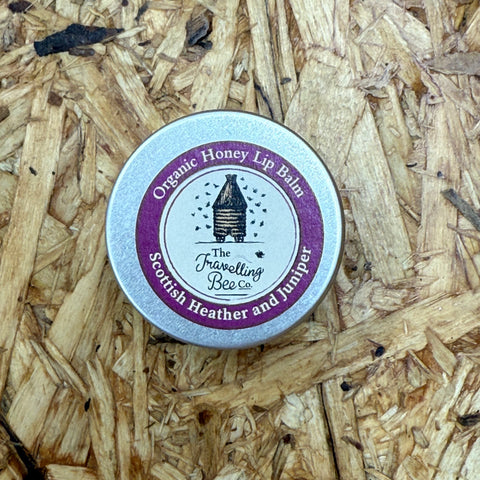 Organic Honey Lip Balm
The
Travelling
Bee Co.
Scottish Heather and Juniper